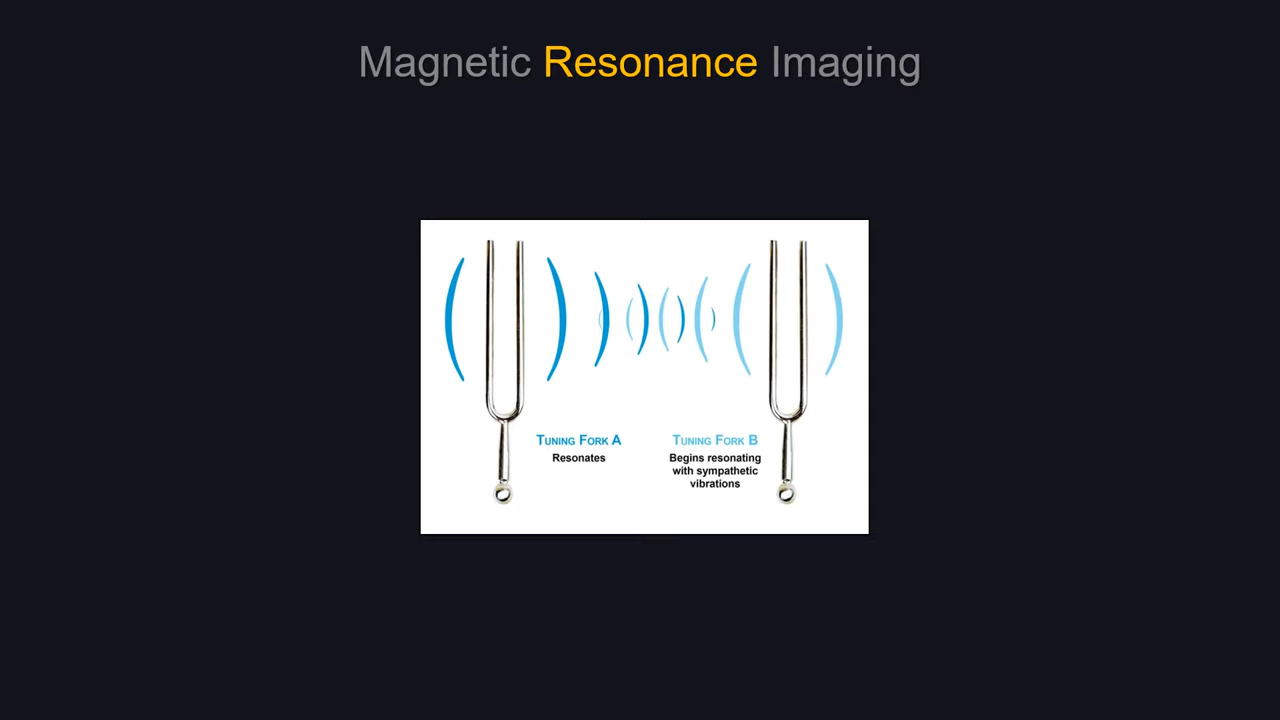 Magnetic Resonance Imaging
TUNING FORK A
Resonates
TUNING FORK B
Begins resonating
with sympathetic
vibrations